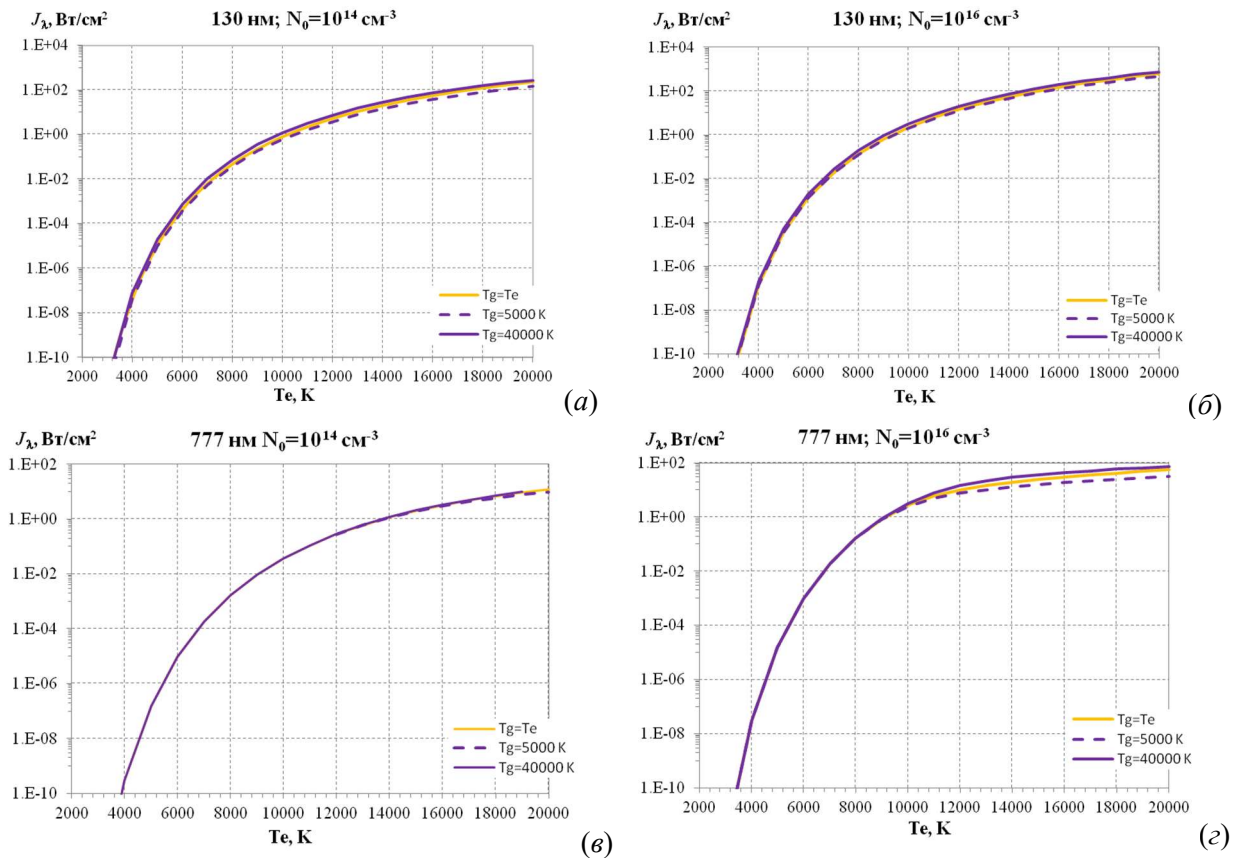 Jλ, Вт/см²
130 нм; N₀=10¹⁴ см⁻³
1.E+04
1.E+02
1.E+00
1.E-02
1.E-04
1.E-06
1.E-08
1.E-10
2000 4000 6000 8000 10000 12000 14000 16000 18000 20000
Te, K
Tg=Te
Tg=5000 K
Tg=40000 K
(а)
Jλ, Вт/см²
130 нм; N₀=10¹⁶ см⁻³
1.E+04
1.E+02
1.E+00
1.E-02
1.E-04
1.E-06
1.E-08
1.E-10
2000 4000 6000 8000 10000 12000 14000 16000 18000 20000
Te, K
Tg=Te
Tg=5000 K
Tg=40000 K
(б)
Jλ, Вт/см²
777 нм N₀=10¹⁴ см⁻³
1.E+02
1.E+00
1.E-02
1.E-04
1.E-06
1.E-08
1.E-10
2000 4000 6000 8000 10000 12000 14000 16000 18000 20000
Te, K
Tg=Te
Tg=5000 K
Tg=40000 K
(в)
Jλ, Вт/см²
777 нм; N₀=10¹⁶ см⁻³
1.E+02
1.E+00
1.E-02
1.E-04
1.E-06
1.E-08
1.E-10
2000 4000 6000 8000 10000 12000 14000 16000 18000 20000
Te, K
Tg=Te
Tg=5000 K
Tg=40000 K
(г)